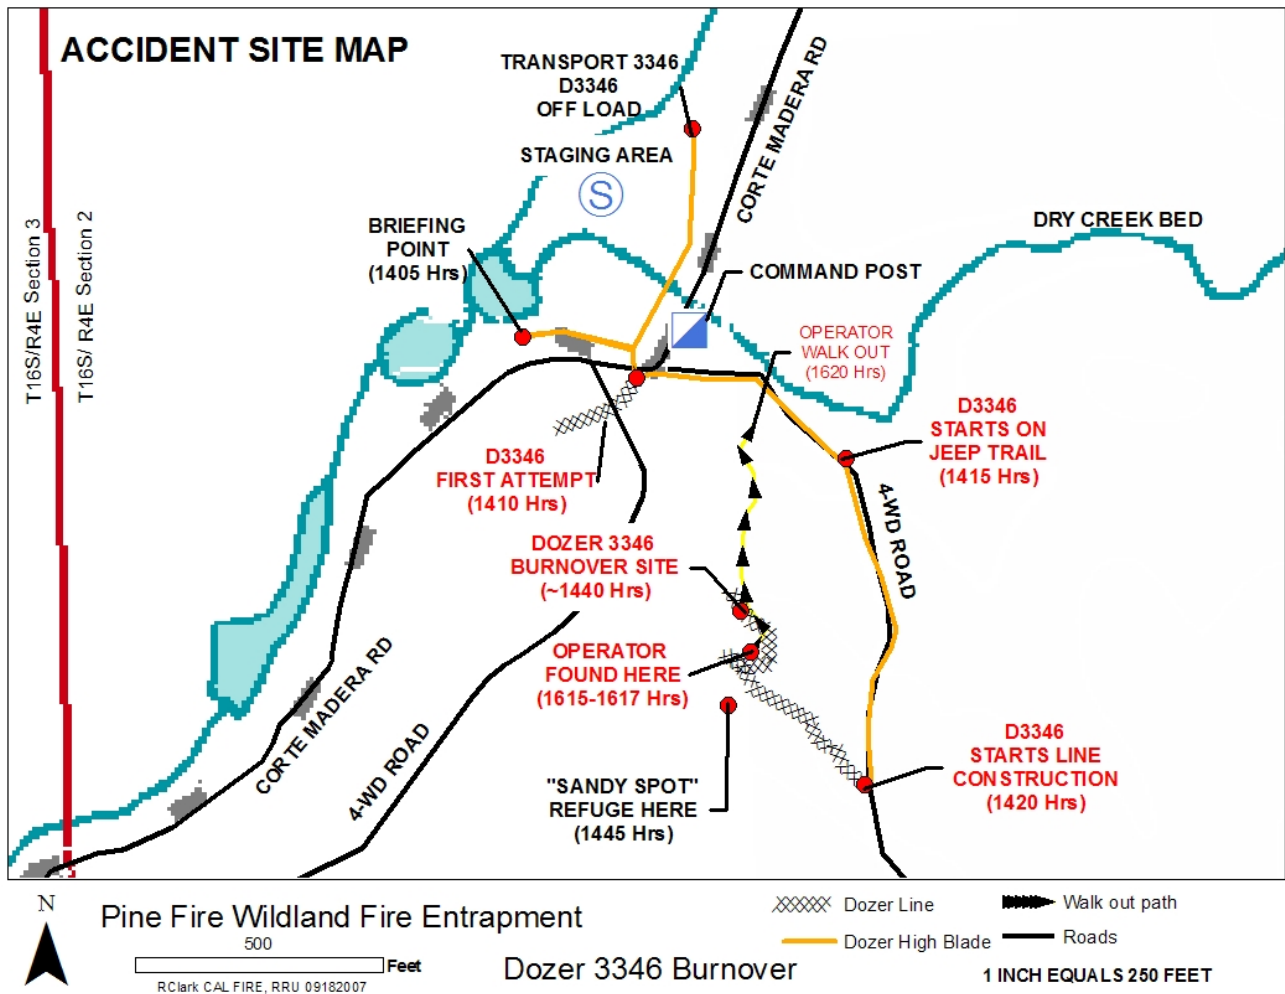 ACCIDENT SITE MAP
TRANSPORT 3346
D3346
OFF LOAD
CORTE MADERA RD
STAGING AREA
S
BRIEFING
POINT
(1405 Hrs)
DRY CREEK BED
COMMAND POST
T16S/R4E Section 3
T16S/ R4E Section 2
OPERATOR
WALK OUT
(1620 Hrs)
D3346
STARTS ON
JEEP TRAIL
(1415 Hrs)
D3346
FIRST ATTEMPT
(1410 Hrs)
4-WD ROAD
DOZER 3346
BURNOVER SITE
(~1440 Hrs)
OPERATOR
FOUND HERE
(1615-1617 Hrs)
CORTE MADERA RD
4-WD ROAD
"SANDY SPOT"
REFUGE HERE
(1445 Hrs)
D3346
STARTS LINE
CONSTRUCTION
(1420 Hrs)
N
Pine Fire Wildland Fire Entrapment
500
Feet
RClark CAL FIRE, RRU 09182007
Dozer 3346 Burnover
Dozer Line
Walk out path
Dozer High Blade
Roads
1 INCH EQUALS 250 FEET